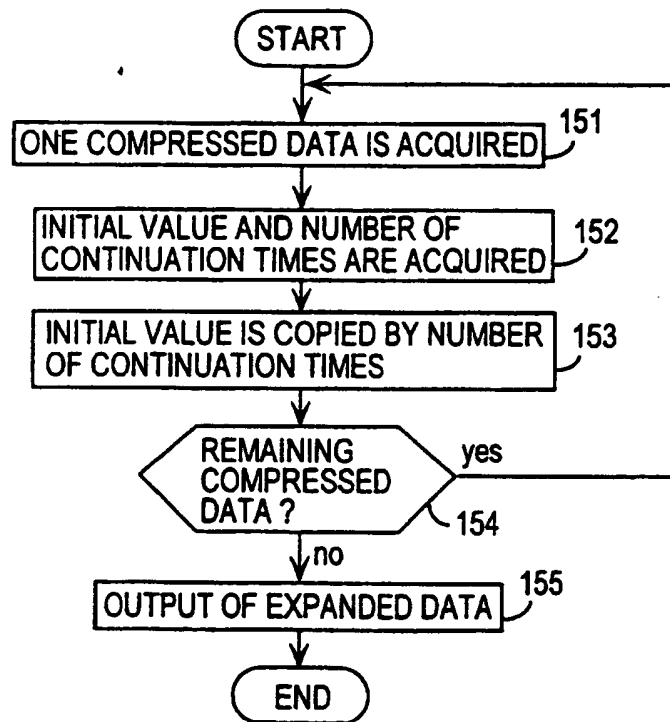 START
ONE COMPRESSED DATA IS ACQUIRED
151
INITIAL VALUE AND NUMBER OF
CONTINUATION TIMES ARE ACQUIRED
152
INITIAL VALUE IS COPIED BY NUMBER
OF CONTINUATION TIMES
153
REMAINING
COMPRESSED
DATA ?
yes
154
no
OUTPUT OF EXPANDED DATA
155
END